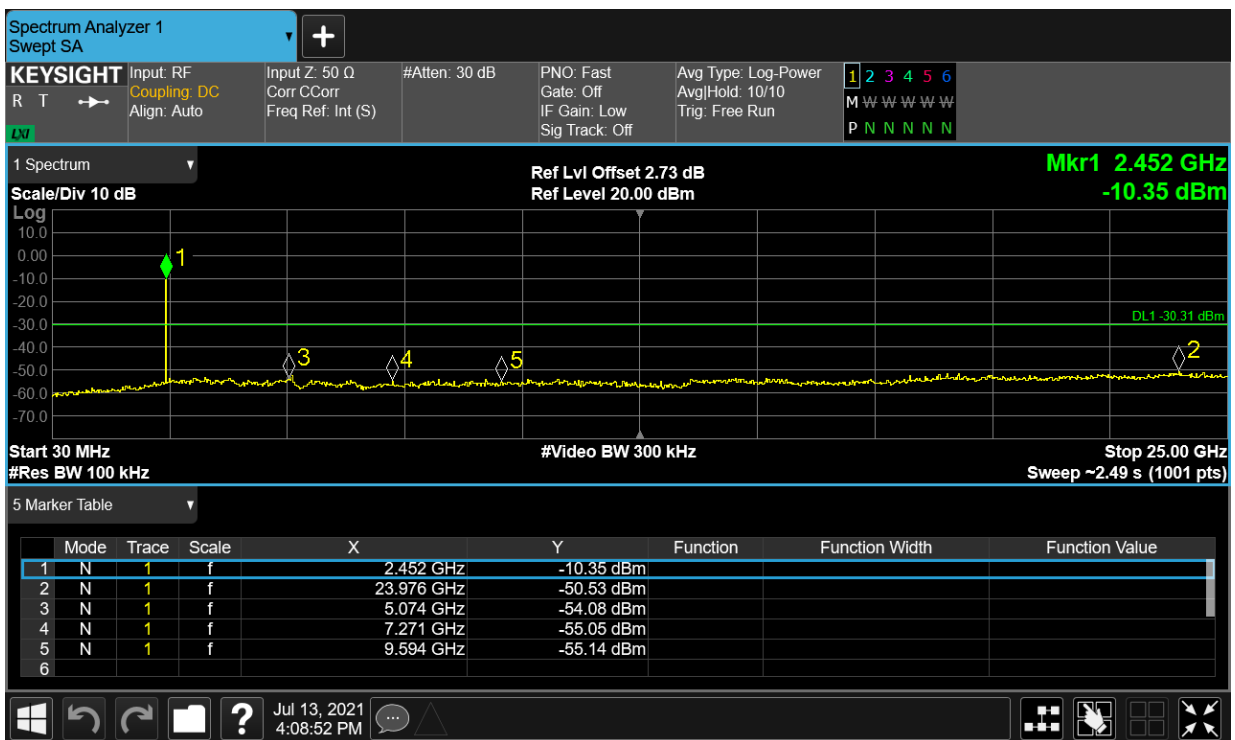 Spectrum Analyzer 1
Swept SA
+
KEYSIGHT Input: RF Input Z: 50 Ω #Atten: 30 dB PNO: Fast Avg Type: Log-Power 1 2 3 4 5 6
R T Coupling: DC Corr CCorr Gate: Off Avg|Hold: 10/10 M W W W W W
Align: Auto Freq Ref: Int (S) IF Gain: Low Trig: Free Run
LXI Sig Track: Off P N N N N N
1 Spectrum
Ref Lvl Offset 2.73 dB Mkr1 2.452 GHz
Scale/Div 10 dB Ref Level 20.00 dBm -10.35 dBm
Log
10.0
0.00 1
-10.0
-20.0
-30.0 DL1 -30.31 dBm
-40.0 3 4 5 2
-50.0
-60.0
-70.0
Start 30 MHz #Video BW 300 kHz Stop 25.00 GHz
#Res BW 100 kHz Sweep ~2.49 s (1001 pts)
5 Marker Table
Mode Trace Scale X Y Function Function Width Function Value
1 N 1 f 2.452 GHz -10.35 dBm
2 N 1 f 23.976 GHz -50.53 dBm
3 N 1 f 5.074 GHz -54.08 dBm
4 N 1 f 7.271 GHz -55.05 dBm
5 N 1 f 9.594 GHz -55.14 dBm
6
? Jul 13, 2021
4:08:52 PM